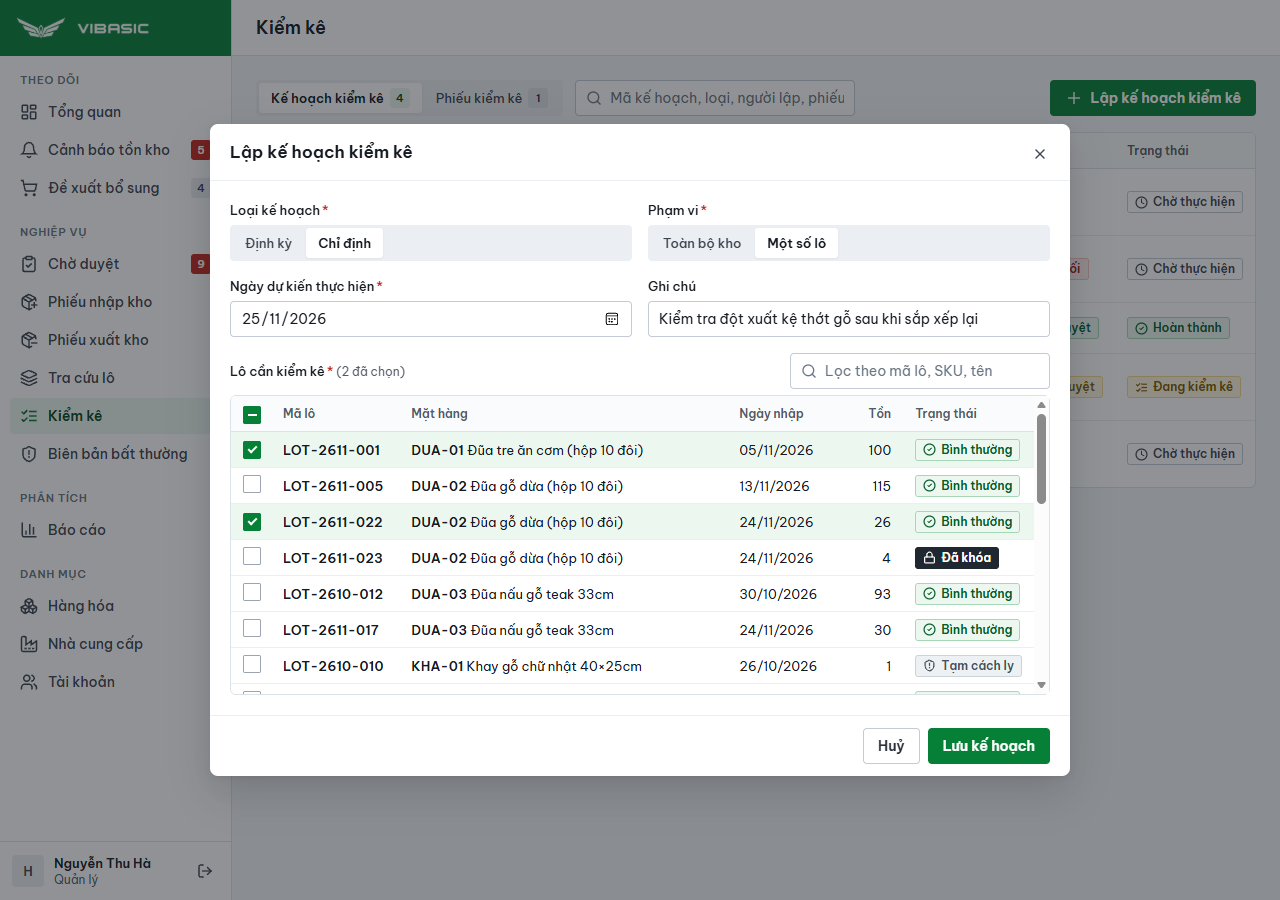 VIBASIC
Kiểm kê
THEO DÕI
Tổng quan
Cảnh báo tồn kho 5
Đề xuất bổ sung 4
NGHIỆP VỤ
Chờ duyệt 9
Phiếu nhập kho
Phiếu xuất kho
Tra cứu lô
Kiểm kê
Biên bản bất thường
PHÂN TÍCH
Báo cáo
DANH MỤC
Hàng hóa
Nhà cung cấp
Tài khoản
H
Nguyễn Thu Hà
Quản lý
Kế hoạch kiểm kê 4 Phiếu kiểm kê 1
Mã kế hoạch, loại, người lập, phiếu
Lập kế hoạch kiểm kê
Trạng thái
Chờ thực hiện
Chờ thực hiện
Hoàn thành
Đang kiểm kê
Chờ thực hiện
Lập kế hoạch kiểm kê
Loại kế hoạch *
Định kỳ Chỉ định
Phạm vi *
Toàn bộ kho Một số lô
Ngày dự kiến thực hiện *
25/11/2026
Ghi chú
Kiểm tra đột xuất kệ thớt gỗ sau khi sắp xếp lại
Lô cần kiểm kê * (2 đã chọn)
Lọc theo mã lô, SKU, tên
Mã lô Mặt hàng Ngày nhập Tồn Trạng thái
LOT-2611-001 DUA-01 Đũa tre ăn cơm (hộp 10 đôi) 05/11/2026 100 Bình thường
LOT-2611-005 DUA-02 Đũa gỗ dừa (hộp 10 đôi) 13/11/2026 115 Bình thường
LOT-2611-022 DUA-02 Đũa gỗ dừa (hộp 10 đôi) 24/11/2026 26 Bình thường
LOT-2611-023 DUA-02 Đũa gỗ dừa (hộp 10 đôi) 24/11/2026 4 Đã khóa
LOT-2610-012 DUA-03 Đũa nấu gỗ teak 33cm 30/10/2026 93 Bình thường
LOT-2611-017 DUA-03 Đũa nấu gỗ teak 33cm 24/11/2026 30 Bình thường
LOT-2610-010 KHA-01 Khay gỗ chữ nhật 40×25cm 26/10/2026 1 Tạm cách ly
Huỷ Lưu kế hoạch